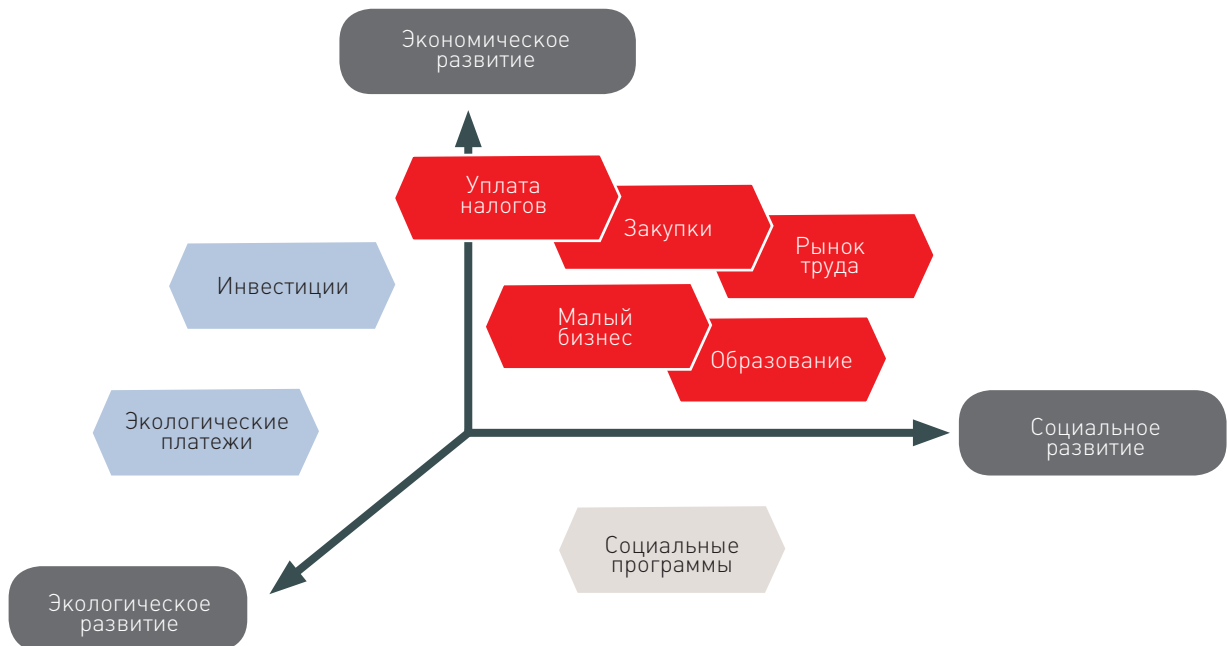 Экономическое
развитие
Уплата
налогов
Закупки
Рынок
труда
Инвестиции
Малый
бизнес
Образование
Экологические
платежи
Социальное
развитие
Социальные
программы
Экологическое
развитие